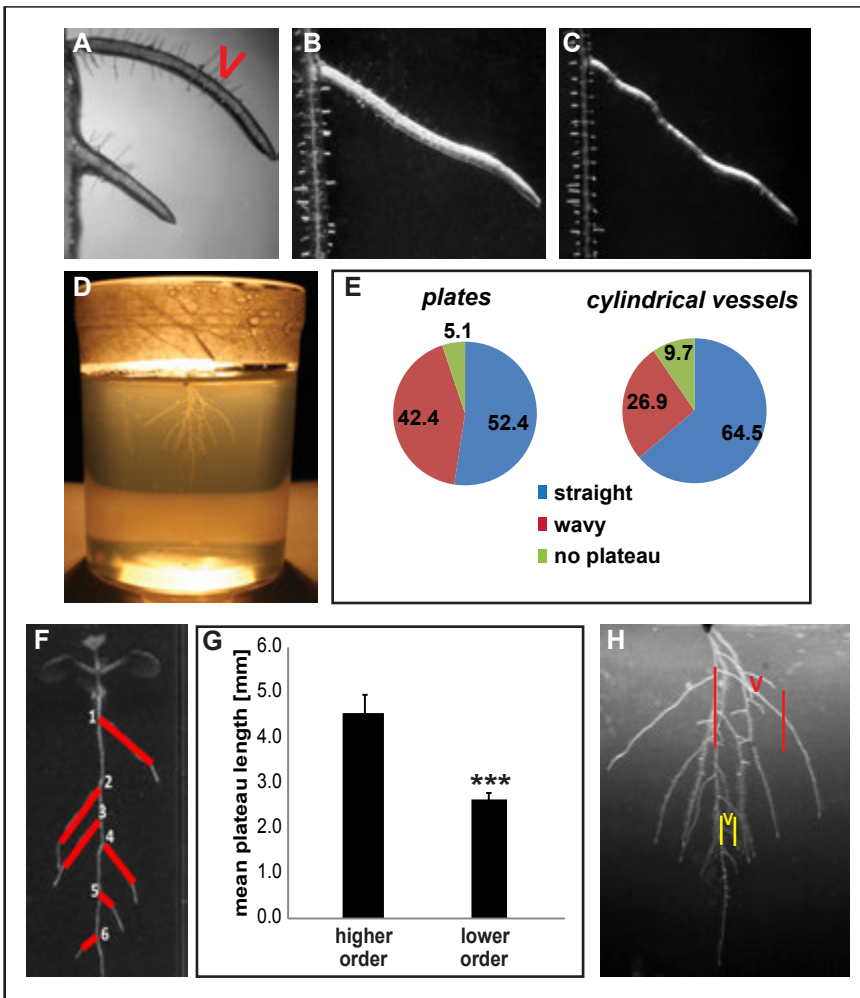 A
V
B
C
D
E
plates
cylindrical vessels
5.1
42.4
52.4
9.7
26.9
64.5
straight
wavy
no plateau
F
1
2
3
4
5
6
G
mean plateau length [mm]
6.0
5.0
4.0
3.0
2.0
1.0
0.0
***
higher
order
lower
order
H
V
V